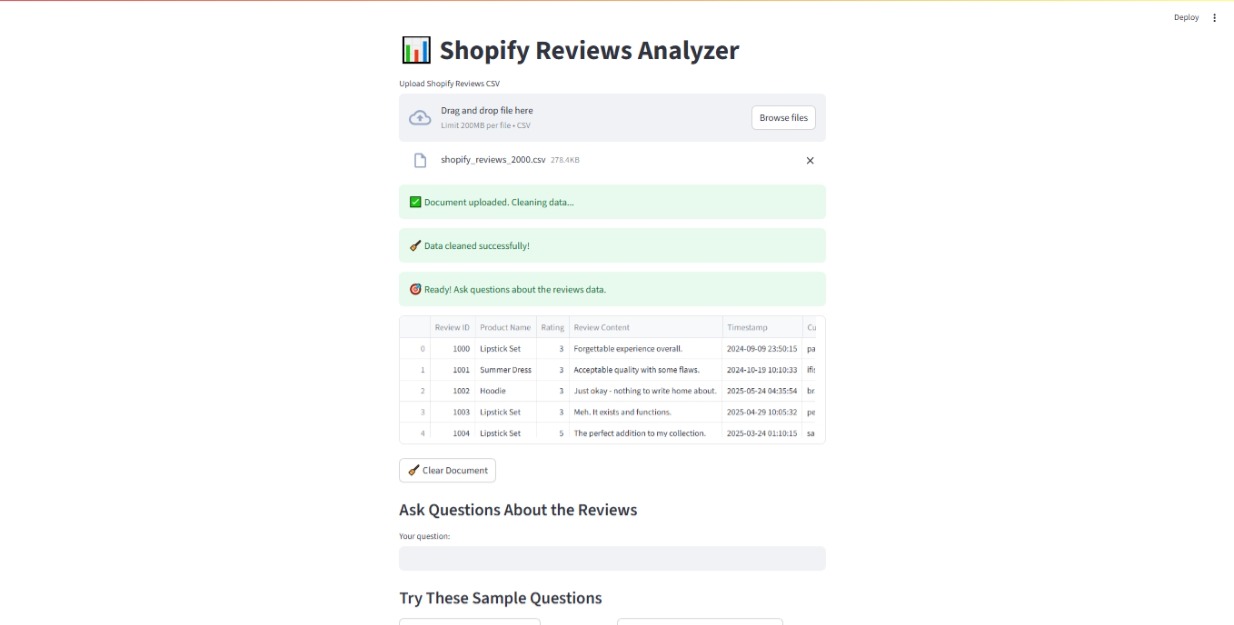 Deploy
Shopify Reviews Analyzer
Upload Shopify Reviews CSV
Drag and drop file here
Limit 200MB per file • CSV
Browse files
shopify_reviews_2000.csv 278.4KB
Document uploaded. Cleaning data...
Data cleaned successfully!
Ready! Ask questions about the reviews data.
Review ID Product Name Rating Review Content Timestamp Cu
0 1000 Lipstick Set 3 Forgettable experience overall. 2024-09-09 23:50:15 pa
1 1001 Summer Dress 3 Acceptable quality with some flaws. 2024-10-19 10:10:33
2 1002 Hoodie 3 Just okay - nothing to write home about. 2025-05-24 04:35:54 br
3 1003 Lipstick Set 3 Meh. It exists and functions. 2025-04-29 10:05:32 pe
4 1004 Lipstick Set 5 The perfect addition to my collection. 2025-03-24 01:10:15 sa
Clear Document
Ask Questions About the Reviews
Your question:
Try These Sample Questions